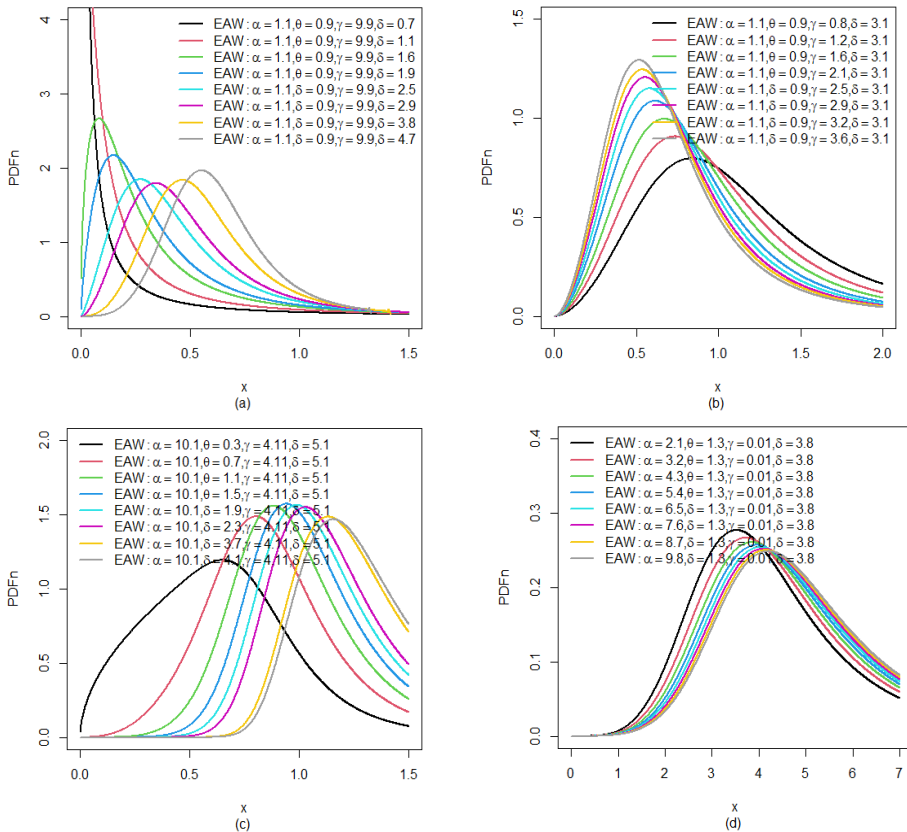 EAW : α = 1.1,θ = 0.9,γ = 9.9,δ = 0.7
EAW : α = 1.1,θ = 0.9,γ = 9.9,δ = 1.1
EAW : α = 1.1,θ = 0.9,γ = 9.9,δ = 1.6
EAW : α = 1.1,θ = 0.9,γ = 9.9,δ = 1.9
EAW : α = 1.1,δ = 0.9,γ = 9.9,δ = 2.5
EAW : α = 1.1,δ = 0.9,γ = 9.9,δ = 2.9
EAW : α = 1.1,δ = 0.9,γ = 9.9,δ = 3.8
EAW : α = 1.1,δ = 0.9,γ = 9.9,δ = 4.7
PDFn
4
3
2
1
0
0.0 0.5 1.0 1.5
x
(a)
EAW : α = 1.1,θ = 0.9,γ = 0.8,δ = 3.1
EAW : α = 1.1,θ = 0.9,γ = 1.2,δ = 3.1
EAW : α = 1.1,θ = 0.9,γ = 1.6,δ = 3.1
EAW : α = 1.1,θ = 0.9,γ = 2.1,δ = 3.1
EAW : α = 1.1,δ = 0.9,γ = 2.5,δ = 3.1
EAW : α = 1.1,δ = 0.9,γ = 2.9,δ = 3.1
EAW : α = 1.1,δ = 0.9,γ = 3.2,δ = 3.1
EAW : α = 1.1,δ = 0.9,γ = 3.6,δ = 3.1
PDFn
1.5
1.0
0.5
0.0
0.0 0.5 1.0 1.5 2.0
x
(b)
EAW : α = 10.1,θ = 0.3,γ = 4.11,δ = 5.1
EAW : α = 10.1,θ = 0.7,γ = 4.11,δ = 5.1
EAW : α = 10.1,θ = 1.1,γ = 4.11,δ = 5.1
EAW : α = 10.1,θ = 1.5,γ = 4.11,δ = 5.1
EAW : α = 10.1,δ = 1.9,γ = 4.11,δ = 5.1
EAW : α = 10.1,δ = 2.3,γ = 4.11,δ = 5.1
EAW : α = 10.1,δ = 3.7,γ = 4.11,δ = 5.1
EAW : α = 10.1,δ = 4.1,γ = 4.11,δ = 5.1
PDFn
2.0
1.5
1.0
0.5
0.0
0.0 0.5 1.0 1.5
x
(c)
EAW : α = 2.1,θ = 1.3,γ = 0.01,δ = 3.8
EAW : α = 3.2,θ = 1.3,γ = 0.01,δ = 3.8
EAW : α = 4.3,θ = 1.3,γ = 0.01,δ = 3.8
EAW : α = 5.4,θ = 1.3,γ = 0.01,δ = 3.8
EAW : α = 6.5,δ = 1.3,γ = 0.01,δ = 3.8
EAW : α = 7.6,δ = 1.3,γ = 0.01,δ = 3.8
EAW : α = 8.7,δ = 1.3,γ = 0.01,δ = 3.8
EAW : α = 9.8,δ = 1.3,γ = 0.01,δ = 3.8
PDFn
0.4
0.3
0.2
0.1
0.0
0 1 2 3 4 5 6 7
x
(d)